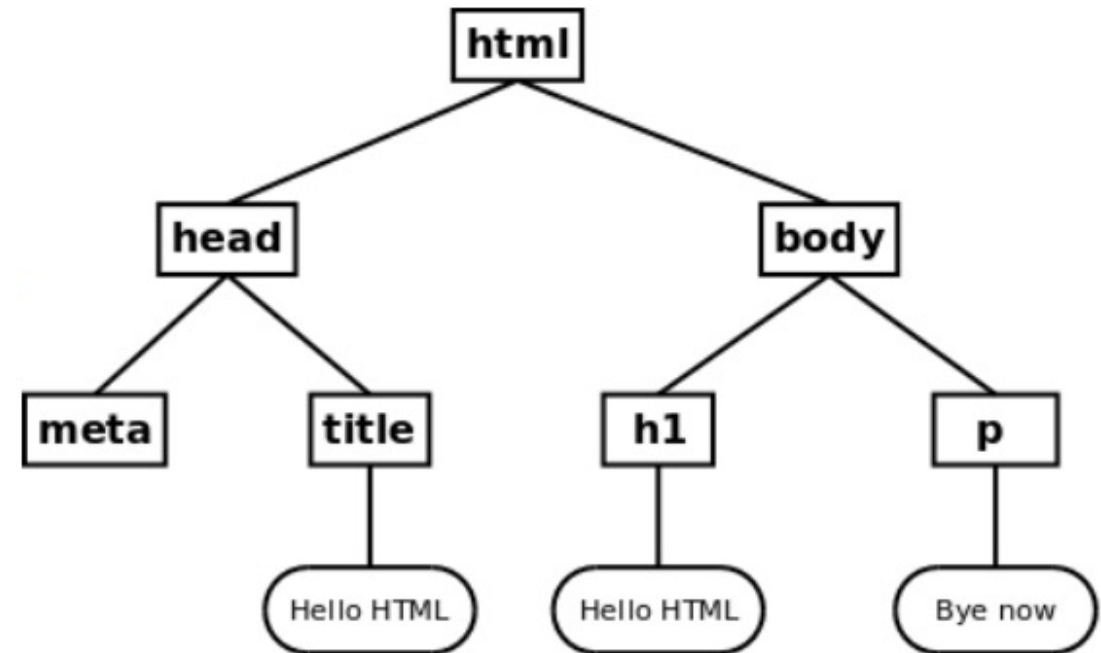 html
head
body
meta
title
h1
p
Hello HTML
Hello HTML
Bye now